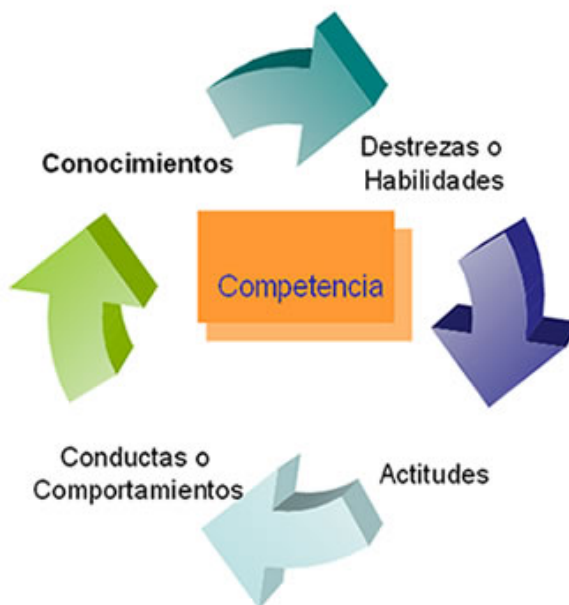 Conocimientos
Destrezas o
Habilidades
Competencia
Conductas o
Comportamientos
Actitudes